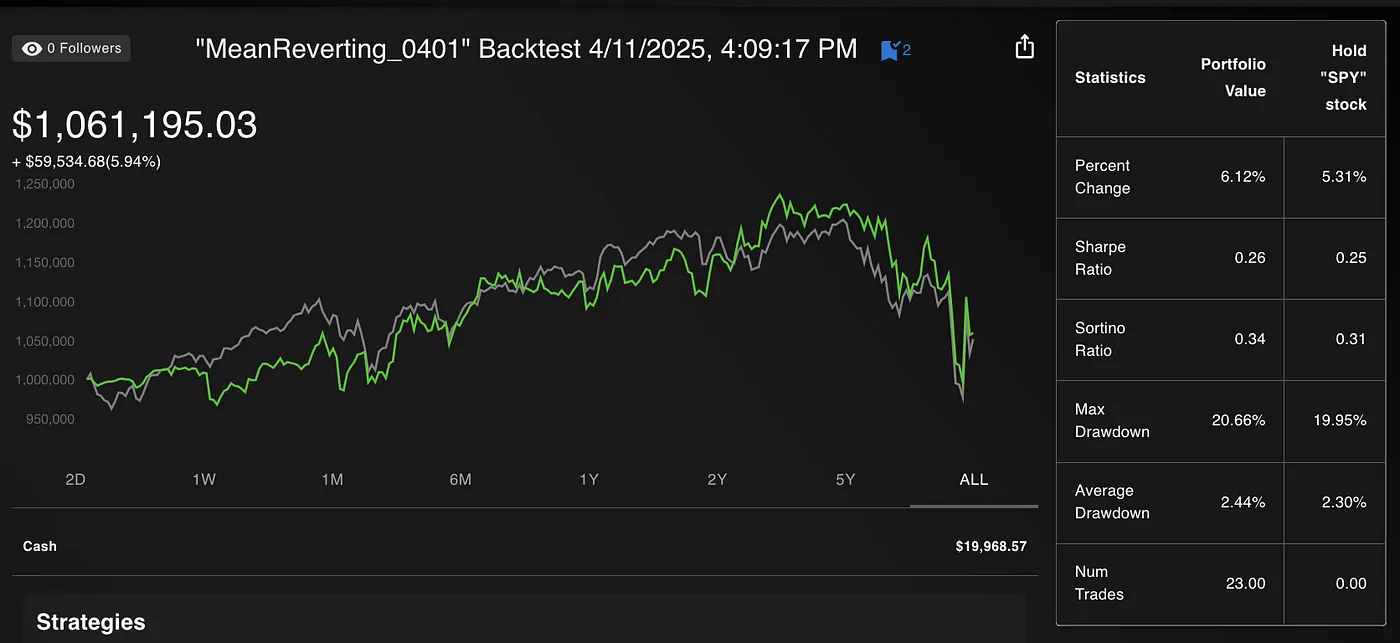 0 Followers
"MeanReverting_0401" Backtest 4/11/2025, 4:09:17 PM
2
$1,061,195.03
+ $59,534.68(5.94%)
1,250,000
1,200,000
1,150,000
1,100,000
1,050,000
1,000,000
950,000
2D 1W 1M 6M 1Y 2Y 5Y ALL
Cash $19,968.57
Strategies
Statistics
Portfolio
Value
Hold
"SPY"
stock
Percent
Change
6.12% 5.31%
Sharpe
Ratio
0.26 0.25
Sortino
Ratio
0.34 0.31
Max
Drawdown
20.66% 19.95%
Average
Drawdown
2.44% 2.30%
Num
Trades
23.00 0.00